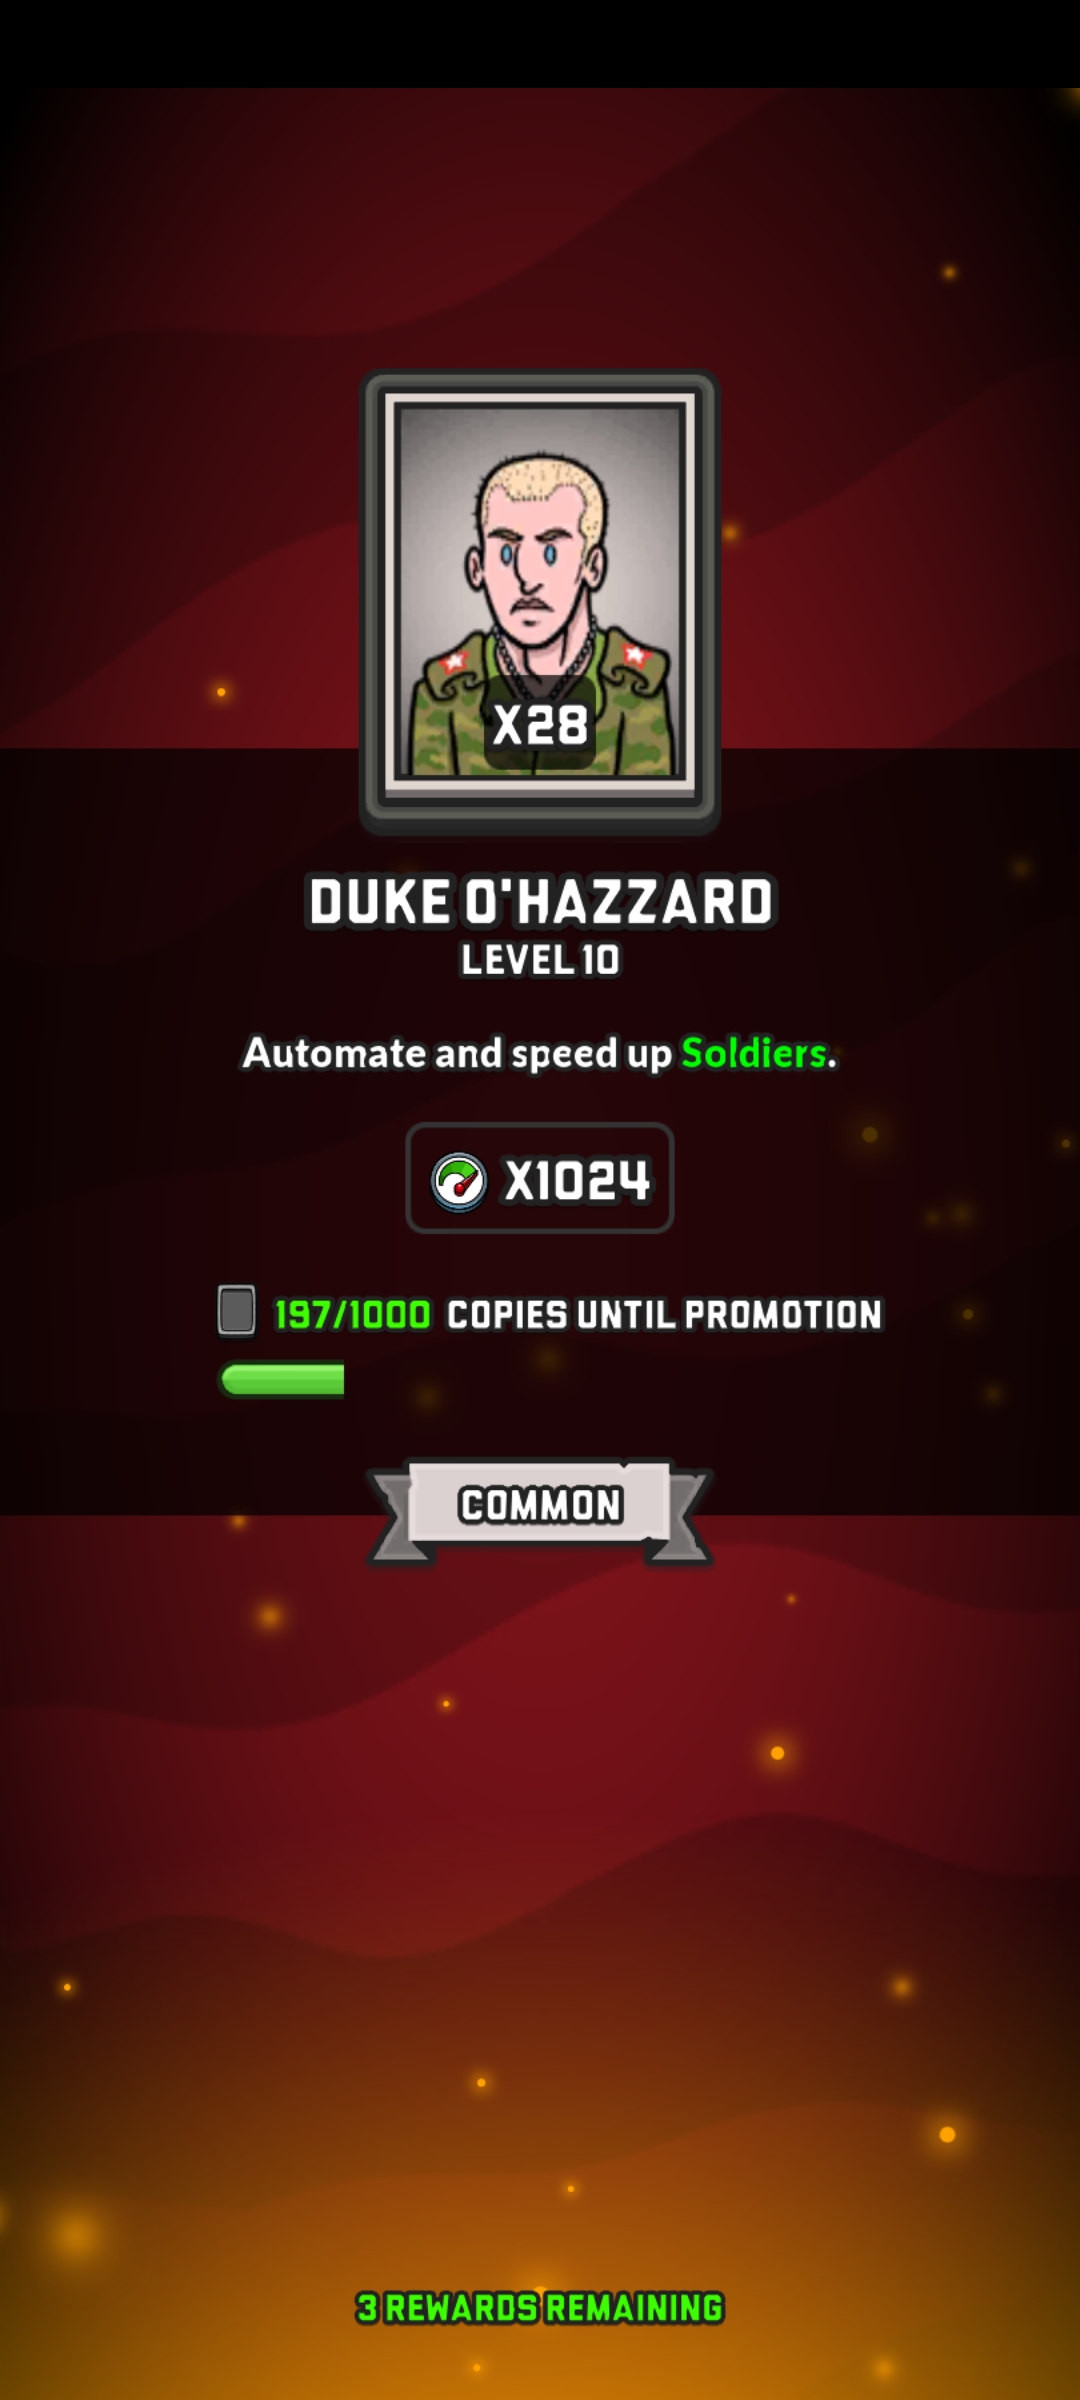 X28
DUKE O'HAZZARD
LEVEL 10
Automate and speed up Soldiers.
X1024
197/1000 COPIES UNTIL PROMOTION
COMMON
3 REWARDS REMAINING